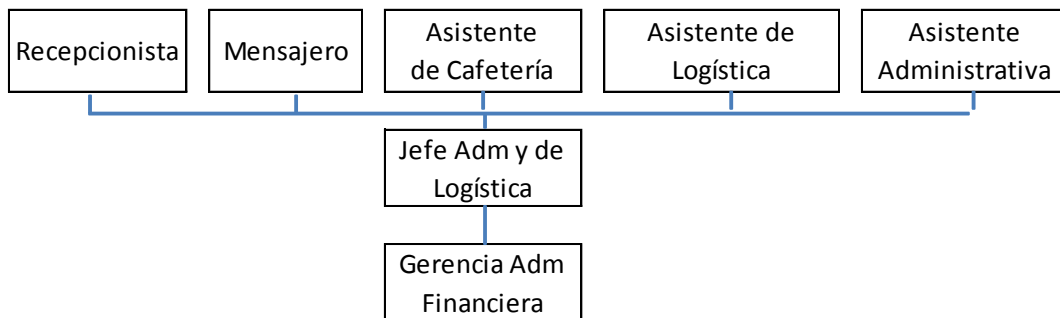 Recepcionista
Mensajero
Asistente
de Cafetería
Asistente de
Logística
Asistente
Administrativa
Jefe Adm y de
Logística
Gerencia Adm
Financiera